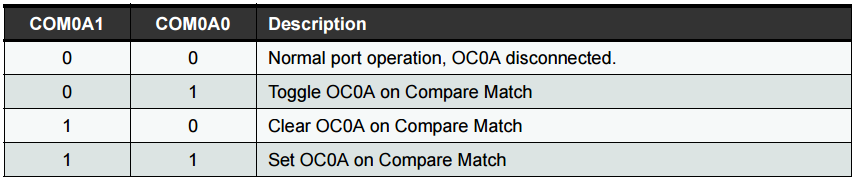 COM0A1 COM0A0 Description
0 0 Normal port operation, OC0A disconnected.
0 1 Toggle OC0A on Compare Match
1 0 Clear OC0A on Compare Match
1 1 Set OC0A on Compare Match